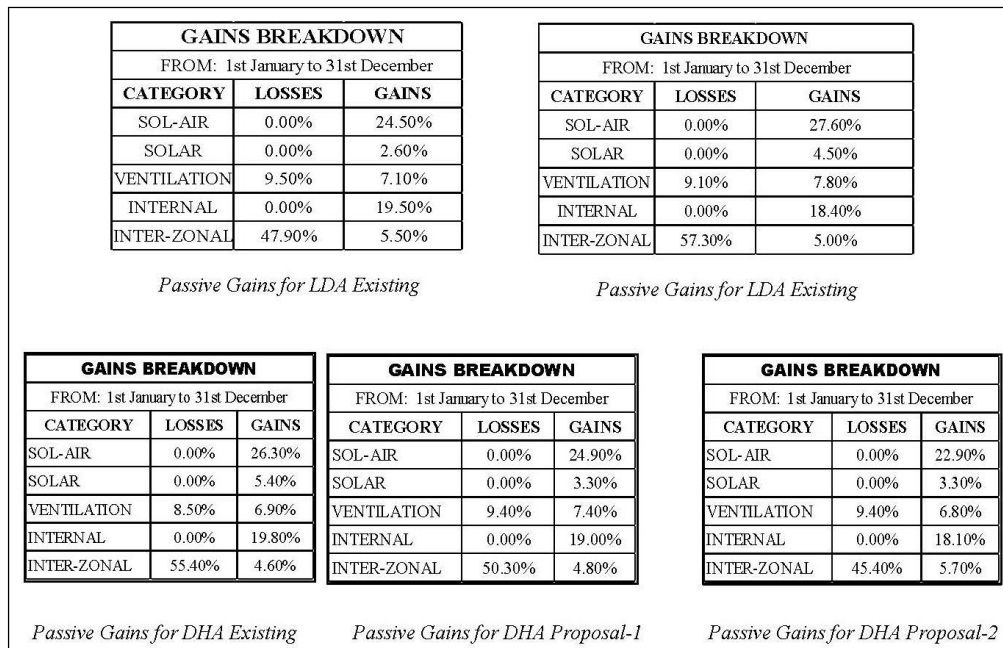 GAINS BREAKDOWN
FROM: 1st January to 31st December
CATEGORY LOSSES GAINS
SOL-AIR 0.00% 24.50%
SOLAR 0.00% 2.60%
VENTILATION 9.50% 7.10%
INTERNAL 0.00% 19.50%
INTER-ZONAL 47.90% 5.50%
Passive Gains for LDA Existing
GAINS BREAKDOWN
FROM: 1st January to 31st December
CATEGORY LOSSES GAINS
SOL-AIR 0.00% 27.60%
SOLAR 0.00% 4.50%
VENTILATION 9.10% 7.80%
INTERNAL 0.00% 18.40%
INTER-ZONAL 57.30% 5.00%
Passive Gains for LDA Existing
GAINS BREAKDOWN
FROM: 1st January to 31st December
CATEGORY LOSSES GAINS
SOL-AIR 0.00% 26.30%
SOLAR 0.00% 5.40%
VENTILATION 8.50% 6.90%
INTERNAL 0.00% 19.80%
INTER-ZONAL 55.40% 4.60%
Passive Gains for DHA Existing
GAINS BREAKDOWN
FROM: 1st January to 31st December
CATEGORY LOSSES GAINS
SOL-AIR 0.00% 24.90%
SOLAR 0.00% 3.30%
VENTILATION 9.40% 7.40%
INTERNAL 0.00% 19.00%
INTER-ZONAL 50.30% 4.80%
Passive Gains for DHA Proposal-1
GAINS BREAKDOWN
FROM: 1st January to 31st December
CATEGORY LOSSES GAINS
SOL-AIR 0.00% 22.90%
SOLAR 0.00% 3.30%
VENTILATION 9.40% 6.80%
INTERNAL 0.00% 18.10%
INTER-ZONAL 45.40% 5.70%
Passive Gains for DHA Proposal-2